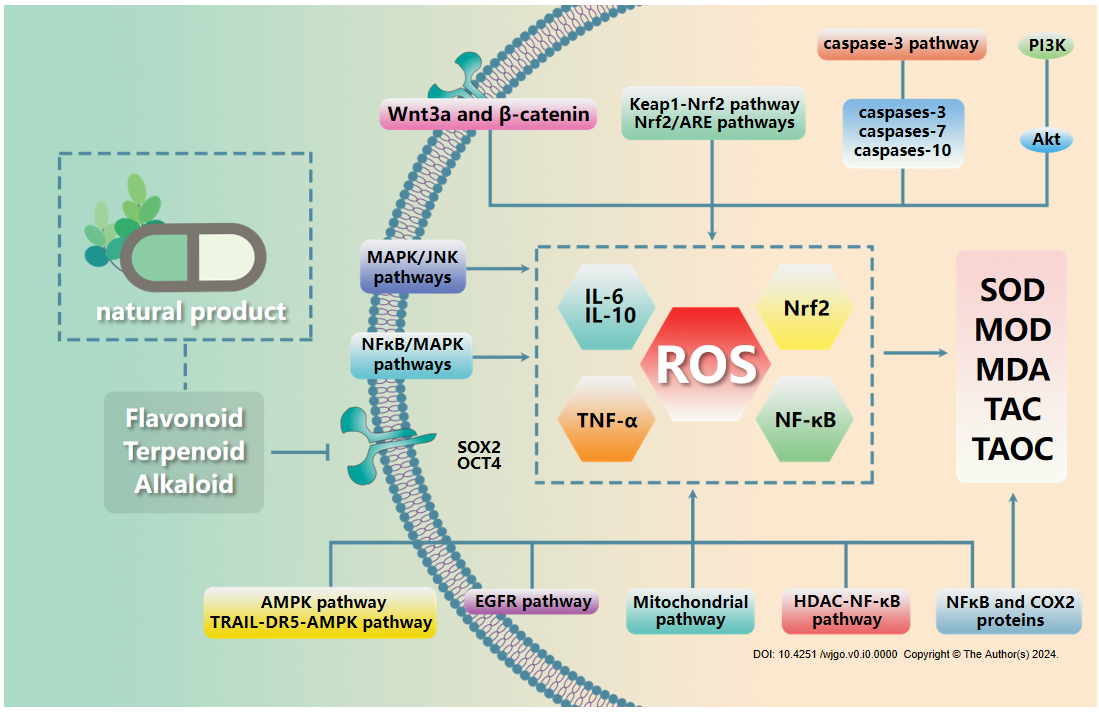 caspase-3 pathway
PI3K
Wnt3a and β-catenin
Keap1-Nrf2 pathway
Nrf2/ARE pathways
caspases-3
caspases-7
caspases-10
Akt
natural product
MAPK/JNK
pathways
NFκB/MAPK
pathways
IL-6
IL-10
Nrf2
ROS
TNF-α
NF-κB
SOD
MOD
MDA
TAC
TAOC
Flavonoid
Terpenoid
Alkaloid
SOX2
OCT4
AMPK pathway
TRAIL-DR5-AMPK pathway
EGFR pathway
Mitochondrial
pathway
HDAC-NF-κB
pathway
NFκB and COX2
proteins
DOI: 10.4251 /wjgo.v0.i0.0000 Copyright © The Author(s) 2024.